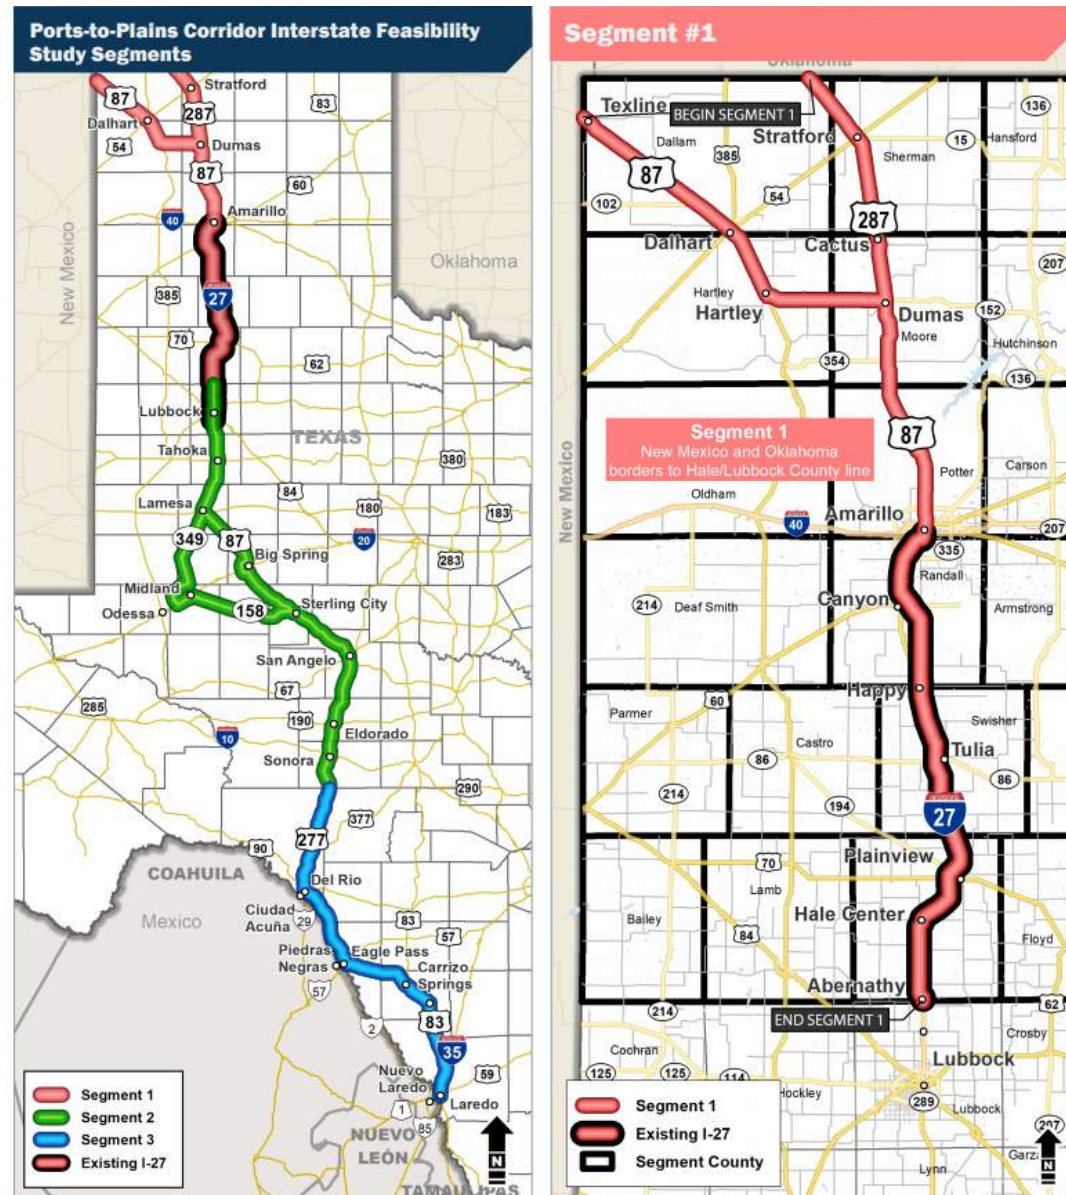 Ports-to-Plains Corridor Interstate Feasibility
Study Segments
Stratford
87
287
83
Dalhart
54
Dumas
87
60
40
Amarillo
New Mexico
Oklahoma
385
27
70
62
Lubbock
TEXAS
Tahoka
380
84
Lamesa
180
183
349
87
20
Big Spring
283
Midland
158
Sterling City
Odessa
San Angelo
67
285
190
Eldorado
10
Sonora
290
377
277
90
COAHUILA
Del Rio
Mexico
Ciudad
Acuña
29
83
57
Piedras
Negras
Eagle Pass
Carrizo
Springs
57
2
83
35
Nuevo
Laredo
59
1
Laredo
85
NUEVO
LEÓN
TAMAULIPAS
Segment 1
Segment 2
Segment 3
Existing I-27
N
Segment #1
Oklahoma
Texline
BEGIN SEGMENT 1
136
Stratford
Dallam
385
Sherman
15
Hansford
87
54
102
287
Dalhart
Cactus
207
Hartley
Hartley
Dumas
152
Moore
354
Hutchinson
136
Segment 1
New Mexico and Oklahoma
borders to Hale/Lubbock County line
87
Potter
Carson
New Mexico
Oldham
Amarillo
40
207
335
Randall
Canyon
214
Deaf Smith
Armstrong
Happy
60
Parmer
Swisher
Castro
Tulia
86
86
214
194
27
Plainview
70
Lamb
Bailey
Hale Center
84
Floyd
Abernathy
214
62
END SEGMENT 1
Crosby
Cochran
Lubbock
125
125
114
Hockley
289
Lubbock
207
Garza
Lynn
Segment 1
Existing I-27
Segment County
N